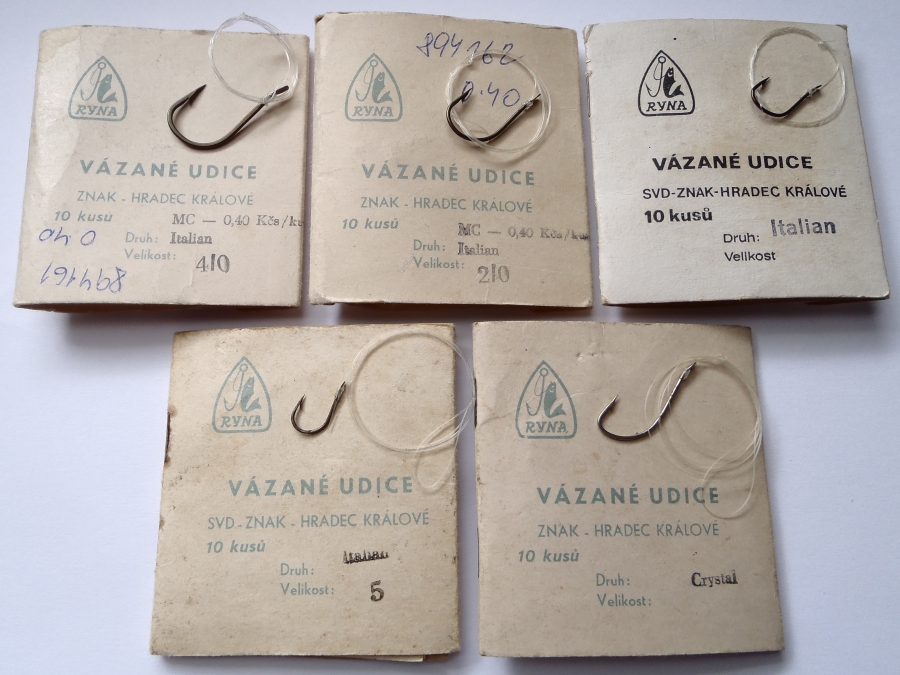 RYNA
VÁZANÉ UDICE
ZNAK - HRADEC KRÁLOVÉ
10 kusů MC — 0,40 Kčs/ku
Druh: Italian
Velikost: 4/0
0.40
894161
894162
0.40
RYNA
VÁZANÉ UDICE
ZNAK - HRADEC KRÁLOVÉ
10 kusů MC — 0,40 Kčs/kus
Druh: Italian
Velikost: 2/0
RYNA
VÁZANÉ UDICE
SVD-ZNAK-HRADEC KRÁLOVÉ
10 kusů
Druh: Italian
Velikost
RYNA
VÁZANÉ UDICE
SVD-ZNAK-HRADEC KRÁLOVÉ
10 kusů
Druh: Italian
Velikost: 5
RYNA
VÁZANÉ UDICE
ZNAK - HRADEC KRÁLOVÉ
10 kusů
Druh: Crystal
Velikost: